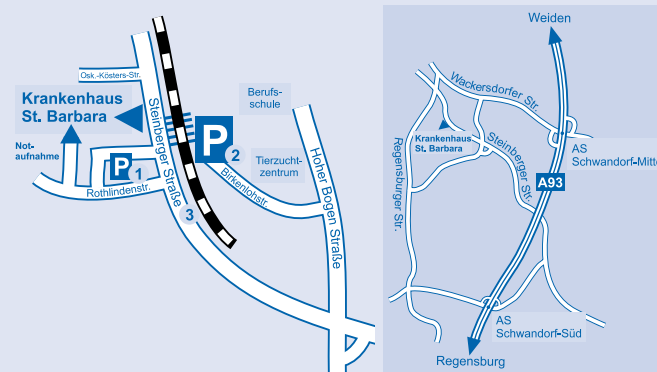 Osk.-Kösters-Str.
Krankenhaus
St. Barbara
Not-
aufnahme
P
1
Rothlindenstr.
Steinberger Straße
3
P
2
Berufs-
schule
Tierzucht-
zentrum
Birkenlohstr.
Hoher Bogen Straße
Weiden
Wackersdorfer Str.
Krankenhaus
St. Barbara
Steinberger Str.
Regensburger Str.
AS
Schwandorf-Mitte
A93
AS
Schwandorf-Süd
Regensburg